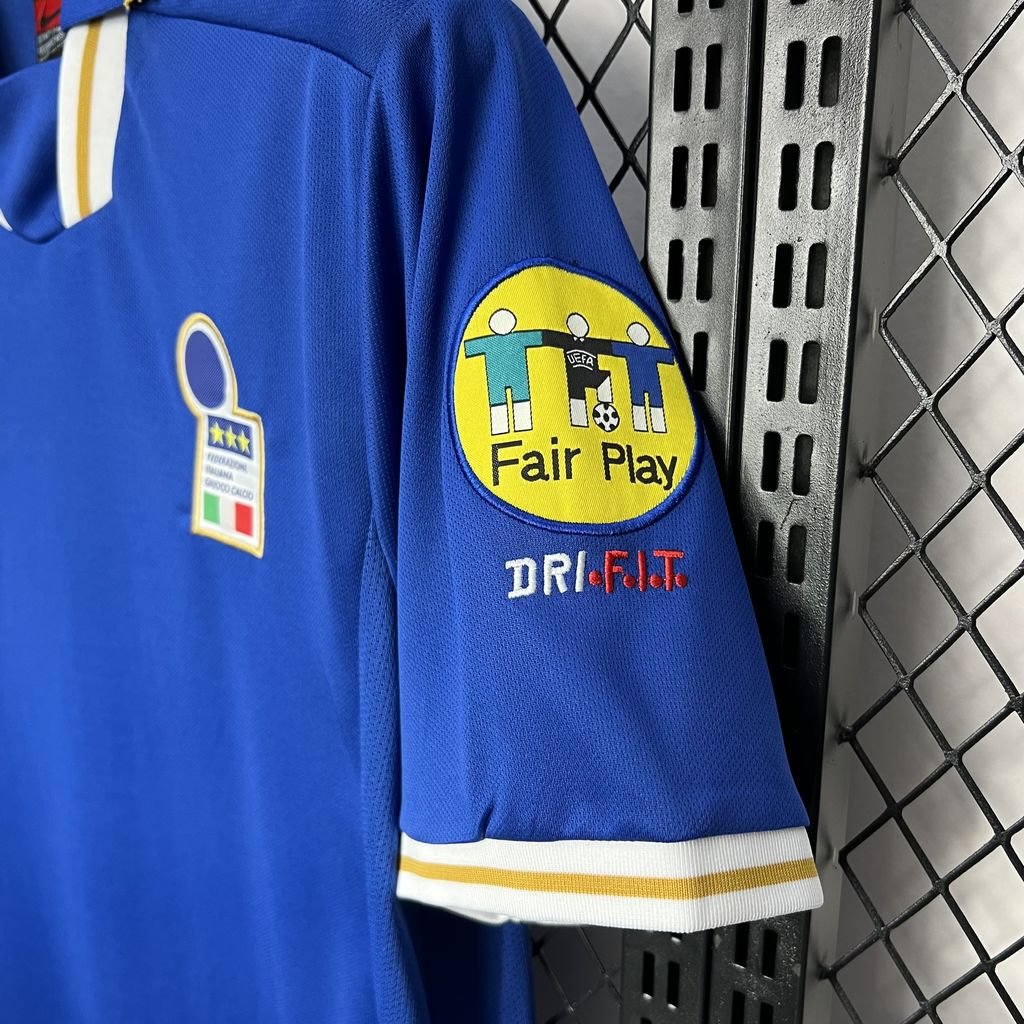 UEFA
Fair Play
DRI.F.I.T.
FEDERAZIONE
ITALIANA
GIUOCO CALCIO